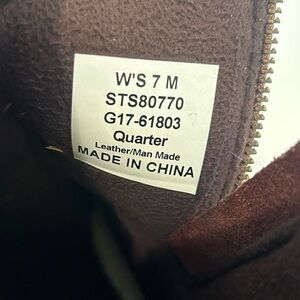 W'S 7 M
STS80770
G17-61803
Quarter
Leather/Man Made
MADE IN CHINA